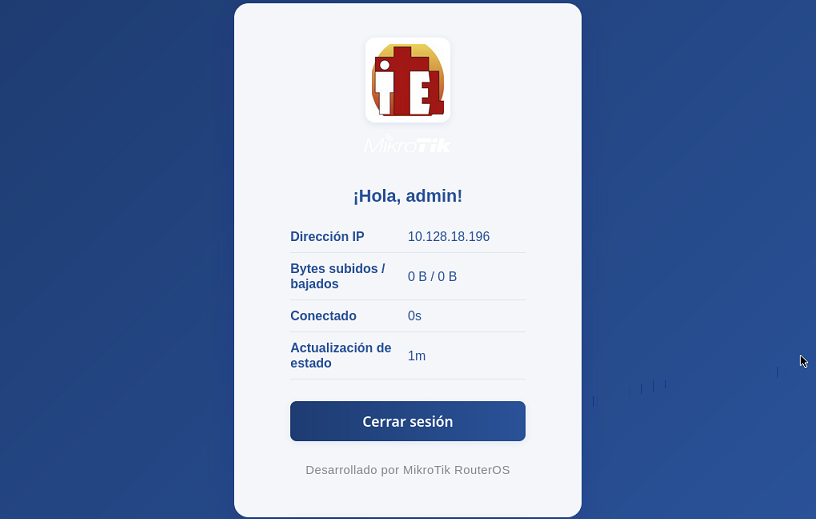 iTEL
MikroTik
¡Hola, admin!
Dirección IP 10.128.18.196
Bytes subidos /
bajados 0 B / 0 B
Conectado 0s
Actualización de
estado 1m
Cerrar sesión
Desarrollado por MikroTik RouterOS